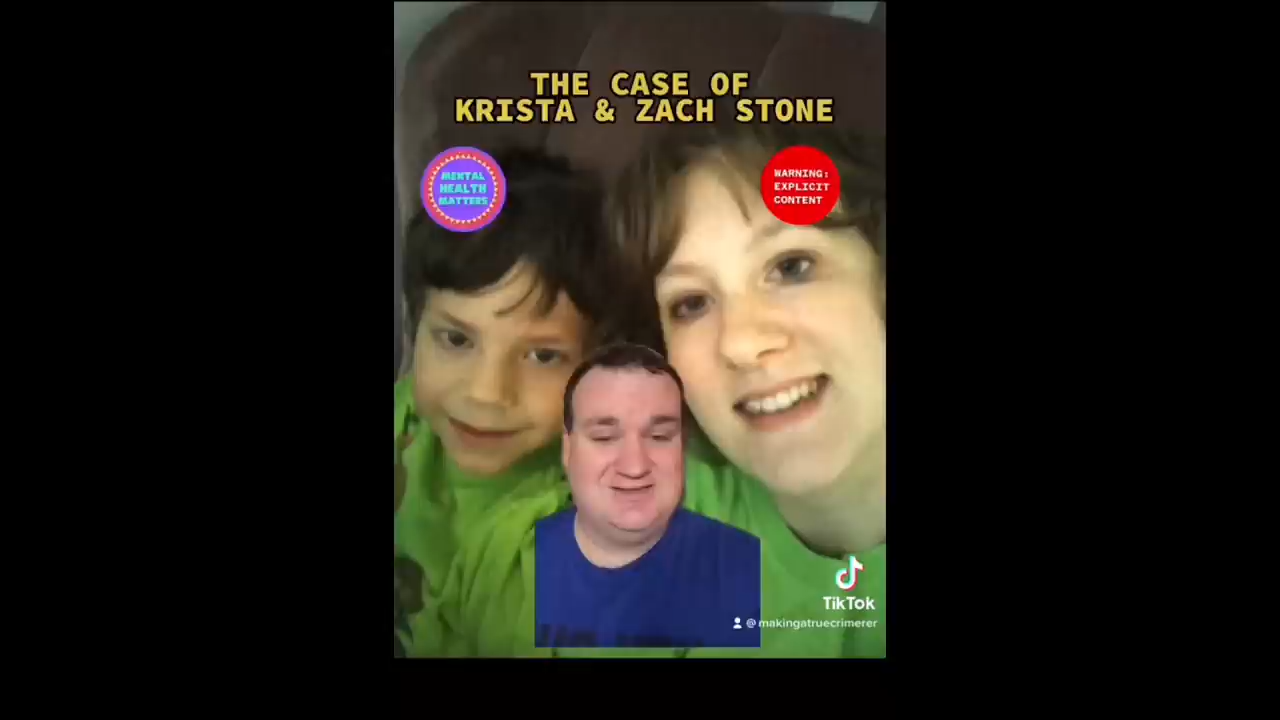 THE CASE OF
KRISTA & ZACH STONE
MENTAL
HEALTH
MATTERS
WARNING:
EXPLICIT
CONTENT
TikTok
@makingatruecrimerer